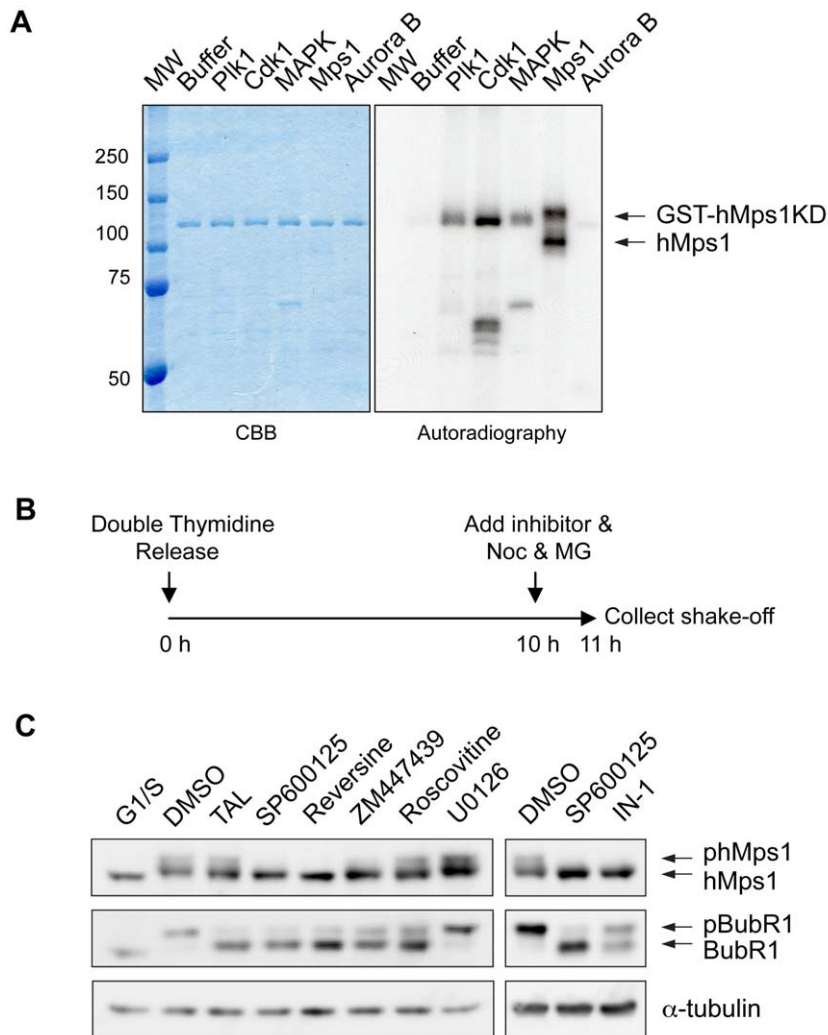 A
MW Buffer Plk1 Cdk1 MAPK Mps1 Aurora B MW Buffer Plk1 Cdk1 MAPK Mps1 Aurora B
250
150
100
75
50
GST-hMps1KD
hMps1
CBB Autoradiography
B
Double Thymidine
Release
Add inhibitor &
Noc & MG
Collect shake-off
0 h 10 h 11 h
C
G1/S DMSO TAL SP600125 Reversine ZM447439 Roscovitine U0126 DMSO SP600125 IN-1
phMps1
hMps1
pBubR1
BubR1
α-tubulin